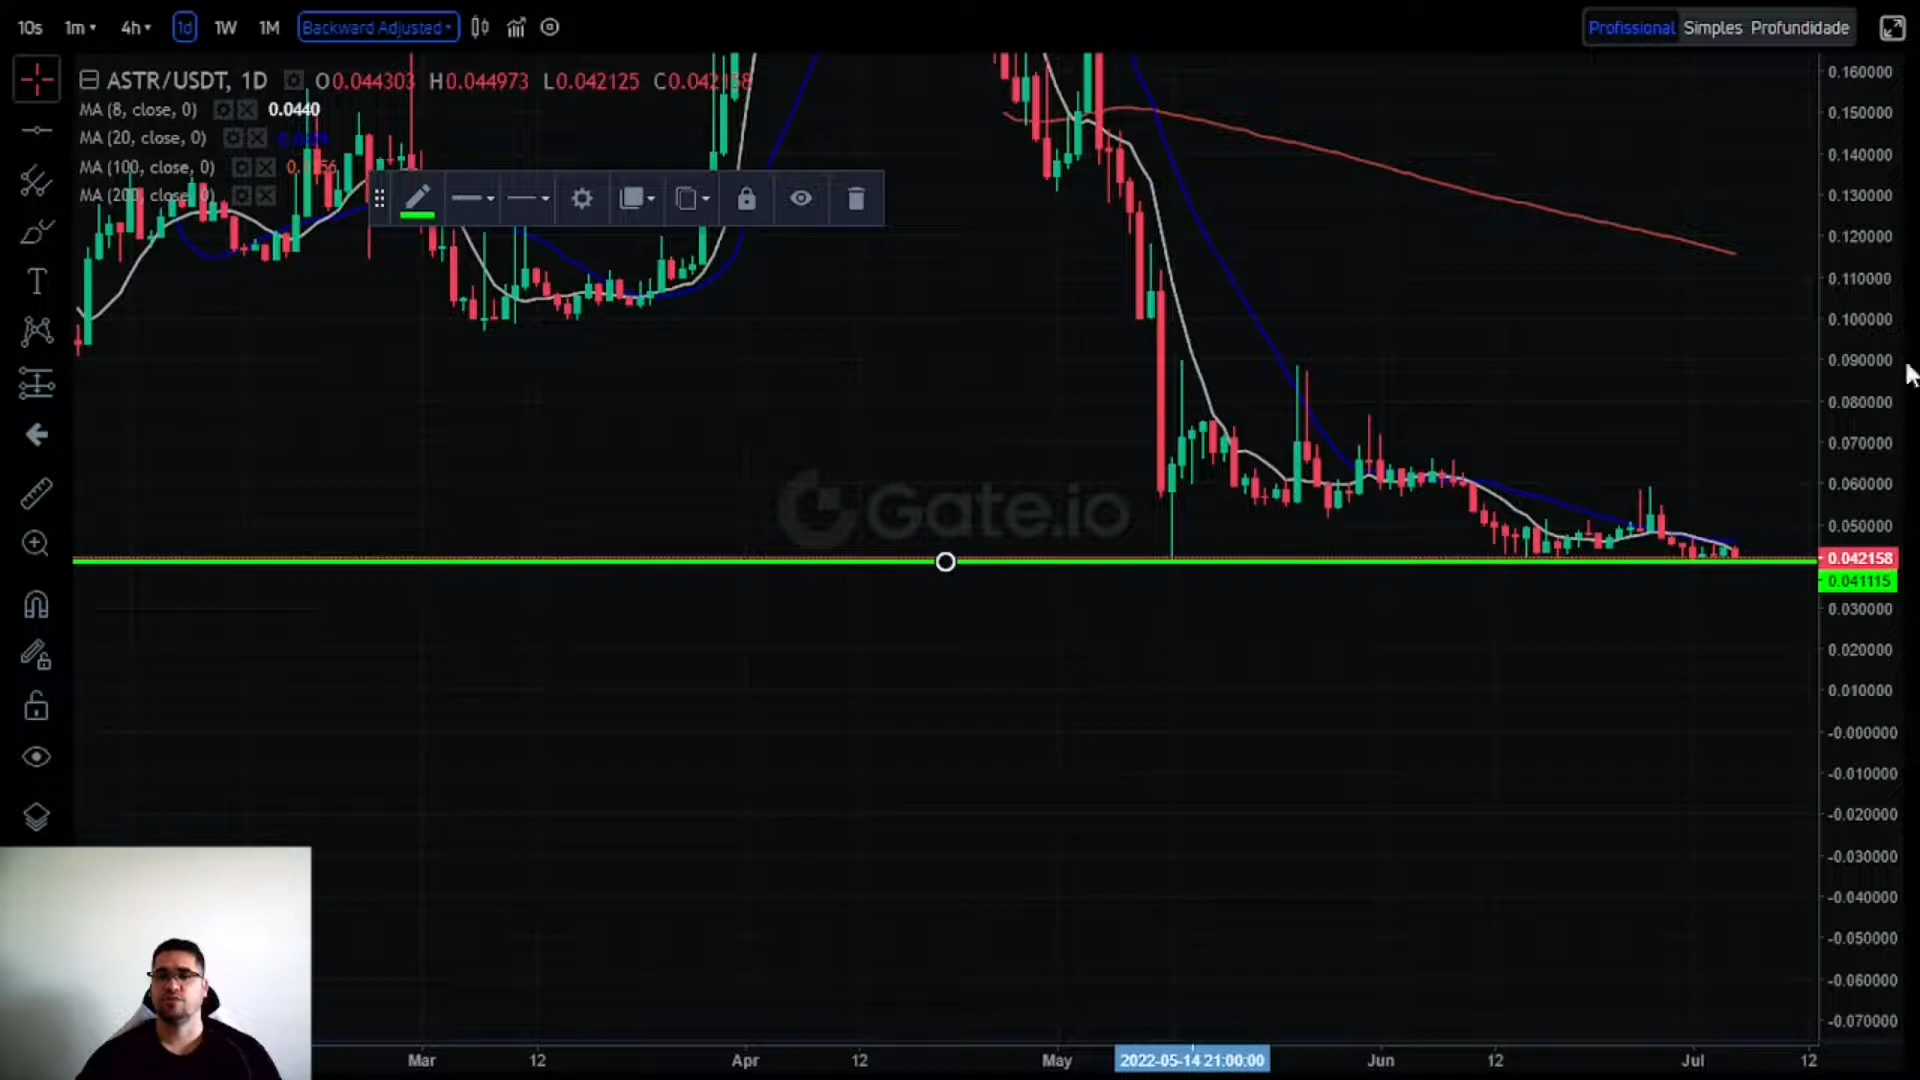 10s 1m 4h 1d 1W 1M Backward Adjusted
Profissional Simples Profundidade
ASTR/USDT, 1D O0.044303 H0.044973 L0.042125 C0.042158
MA (8, close, 0) 0.0440
MA (20, close, 0)
MA (100, close, 0)
MA (200, close, 0)
T
Gate.io
0.160000
0.150000
0.140000
0.130000
0.120000
0.110000
0.100000
0.090000
0.080000
0.070000
0.060000
0.050000
0.042158
0.041115
0.030000
0.020000
0.010000
-0.000000
-0.010000
-0.020000
-0.030000
-0.040000
-0.050000
-0.060000
-0.070000
Mar 12 Apr 12 May 2022-05-14 21:00:00 Jun 12 Jul 12